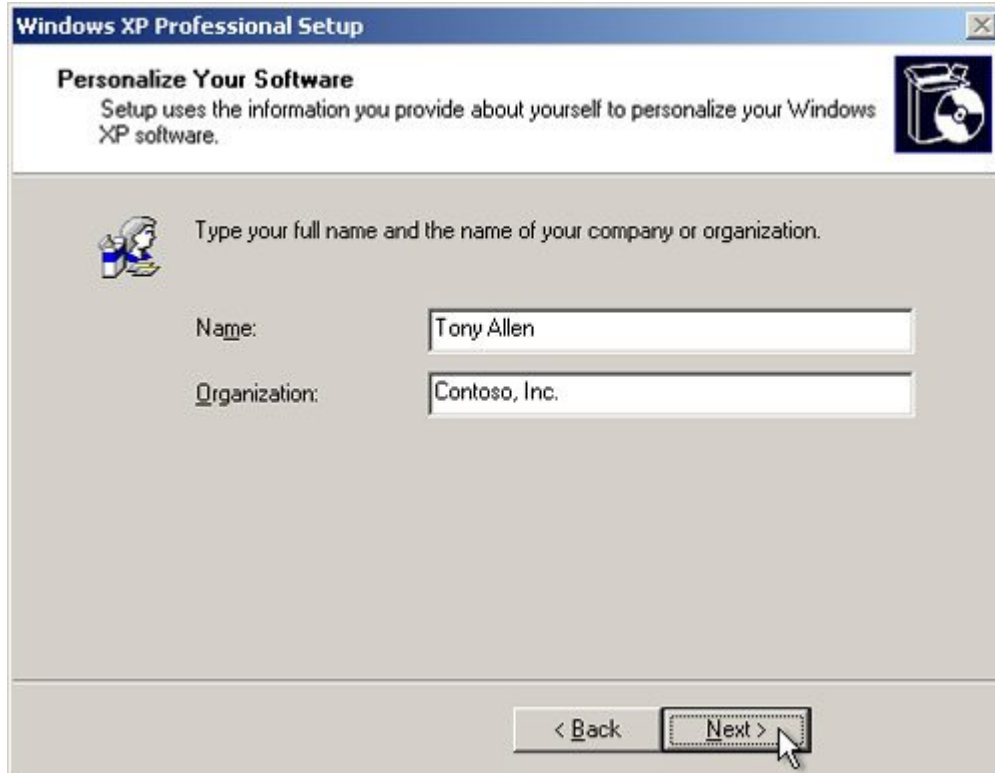 Windows XP Professional Setup
Personalize Your Software
Setup uses the information you provide about yourself to personalize your Windows
XP software.
Type your full name and the name of your company or organization.
Name:
Tony Allen
Organization:
Contoso, Inc.
< Back
Next >